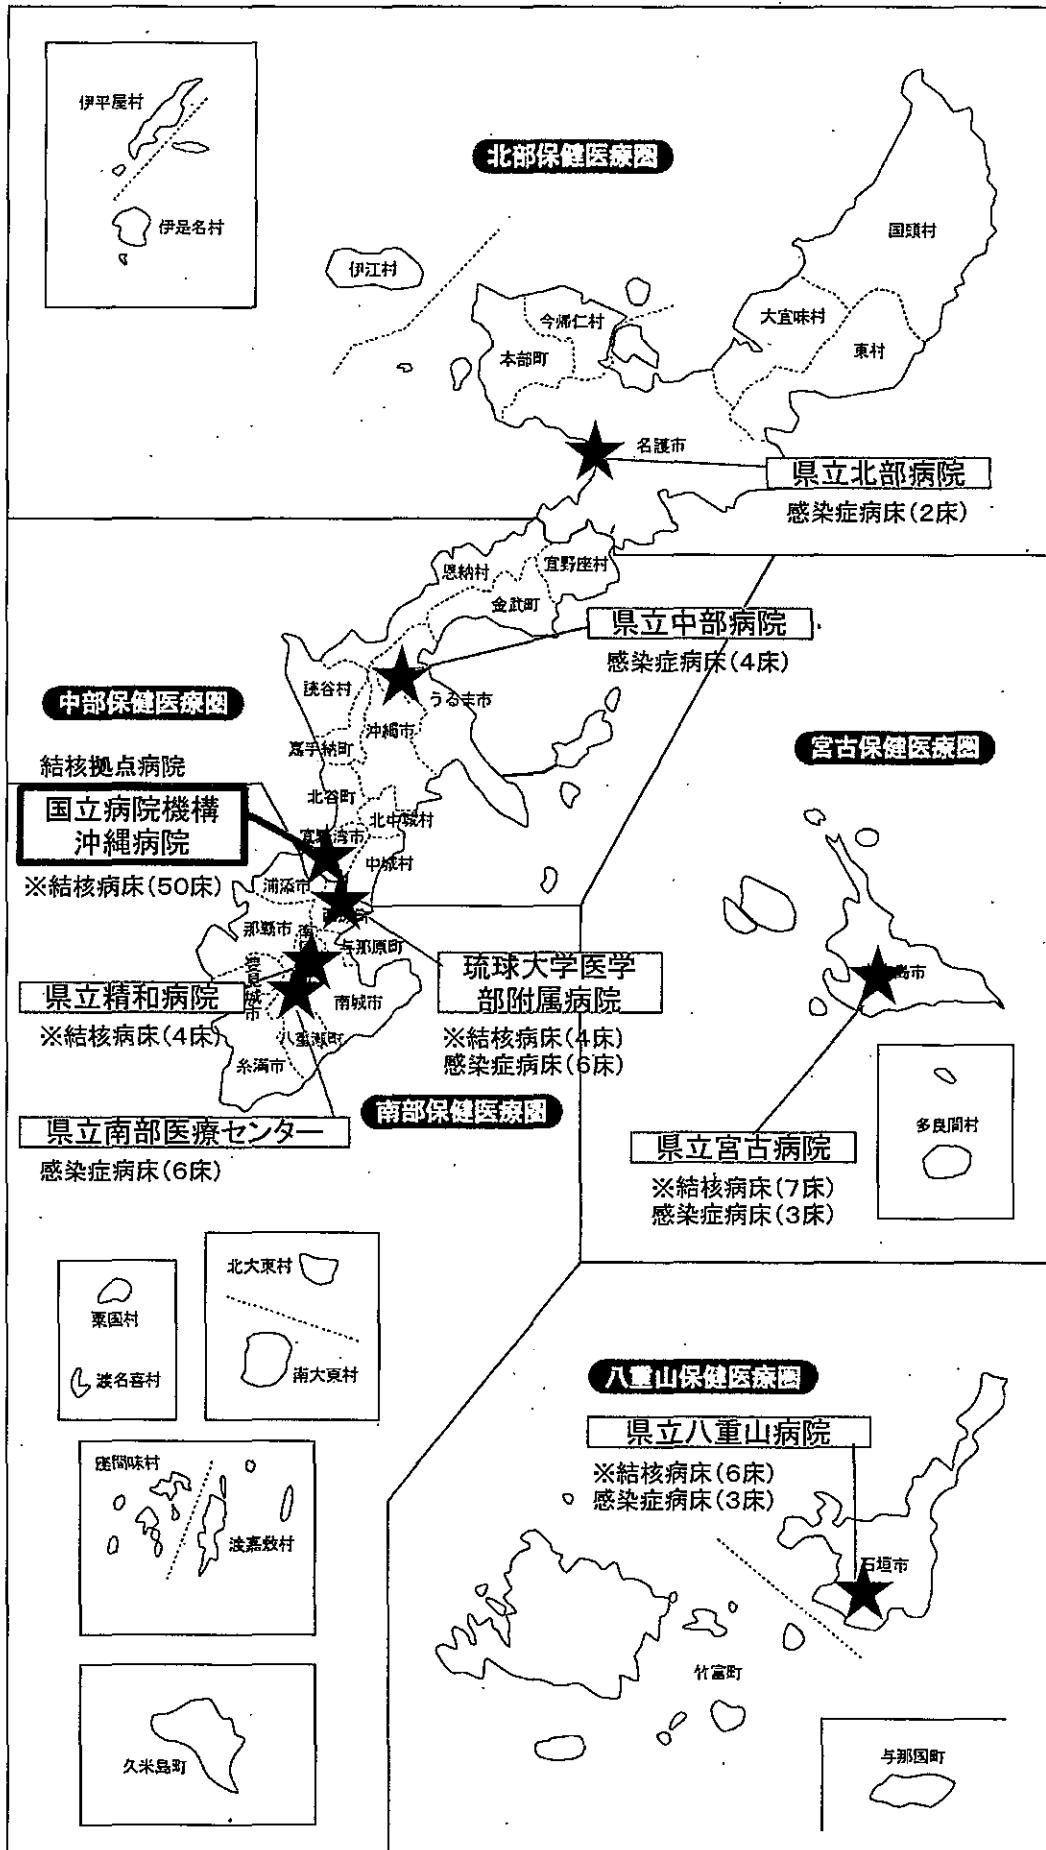 伊平屋村
伊是名村
北部保健医療圏
国頭村
伊江村
今帰仁村
大宜味村
本部町
東村
名護市
県立北部病院
感染症病床(2床)
恩納村
宜野座村
金武町
県立中部病院
感染症病床(4床)
読谷村
うるま市
中部保健医療圏
沖縄市
嘉手納町
宮古保健医療圏
結核拠点病院
国立病院機構
沖縄病院
※結核病床(50床)
北谷町
北中城村
宜野湾市
中城村
浦添市
那覇市
与那原町
豊見城市
南城市
八重瀬町
糸満市
琉球大学医学
部附属病院
※結核病床(4床)
感染症病床(6床)
県立精和病院
※結核病床(4床)
南部保健医療圏
県立南部医療センター
感染症病床(6床)
島市
県立宮古病院
※結核病床(7床)
感染症病床(3床)
多良間村
北大東村
南大東村
粟国村
渡名喜村
座間味村
渡嘉敷村
久米島町
八重山保健医療圏
県立八重山病院
※結核病床(6床)
感染症病床(3床)
石垣市
竹富町
与那国町